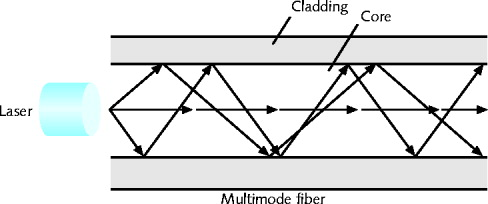 Cladding
Core
Laser
Multimode fiber